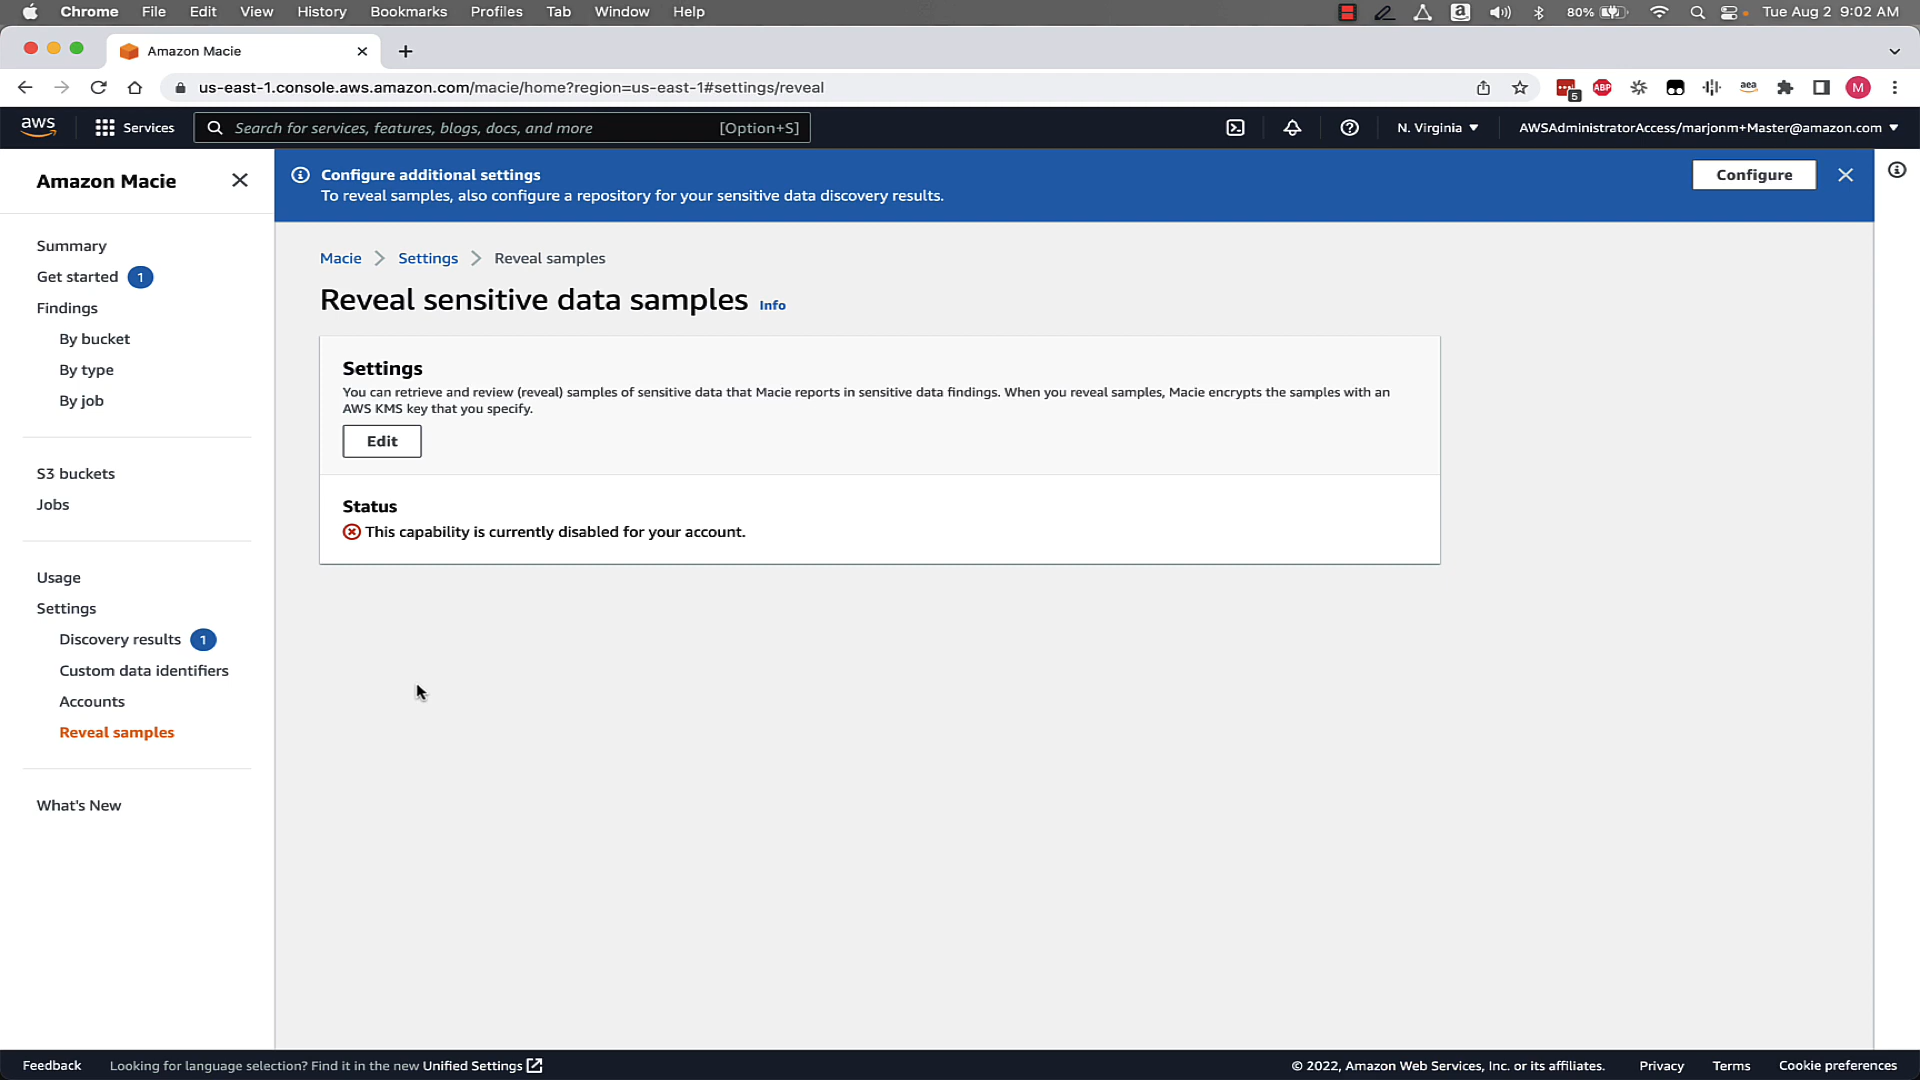 Chrome File Edit View History Bookmarks Profiles Tab Window Help 80% Tue Aug 2 9:02 AM
Amazon Macie
us-east-1.console.aws.amazon.com/macie/home?region=us-east-1#settings/reveal 5 ABP aea M
aws Services Search for services, features, blogs, docs, and more [Option+S] N. Virginia AWSAdministratorAccess/marjonm+Master@amazon.com
Amazon Macie
Configure additional settings
To reveal samples, also configure a repository for your sensitive data discovery results.
Configure
Summary
Get started 1
Findings
By bucket
By type
By job
S3 buckets
Jobs
Usage
Settings
Discovery results 1
Custom data identifiers
Accounts
Reveal samples
What's New
Macie Settings Reveal samples
Reveal sensitive data samples Info
Settings
You can retrieve and review (reveal) samples of sensitive data that Macie reports in sensitive data findings. When you reveal samples, Macie encrypts the samples with an
AWS KMS key that you specify.
Edit
Status
This capability is currently disabled for your account.
Feedback Looking for language selection? Find it in the new Unified Settings © 2022, Amazon Web Services, Inc. or its affiliates. Privacy Terms Cookie preferences